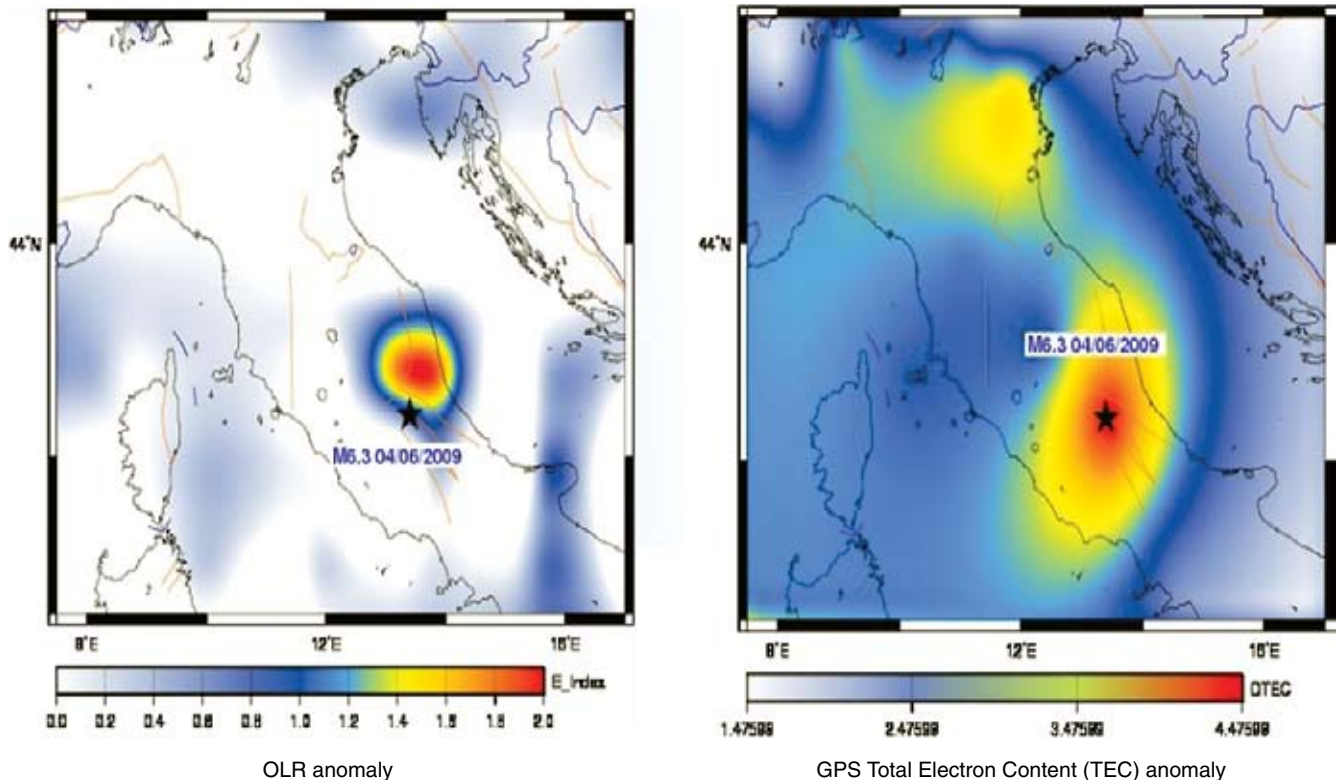 44°N
M6.3 04/06/2009
8°E 12°E 16°E
0.0 0.2 0.4 0.6 0.8 1.0 1.2 1.4 1.6 1.8 2.0
E_Index
OLR anomaly
44°N
M6.3 04/06/2009
8°E 12°E 16°E
1.47599 2.47599 3.47599 4.47599
DTEC
GPS Total Electron Content (TEC) anomaly